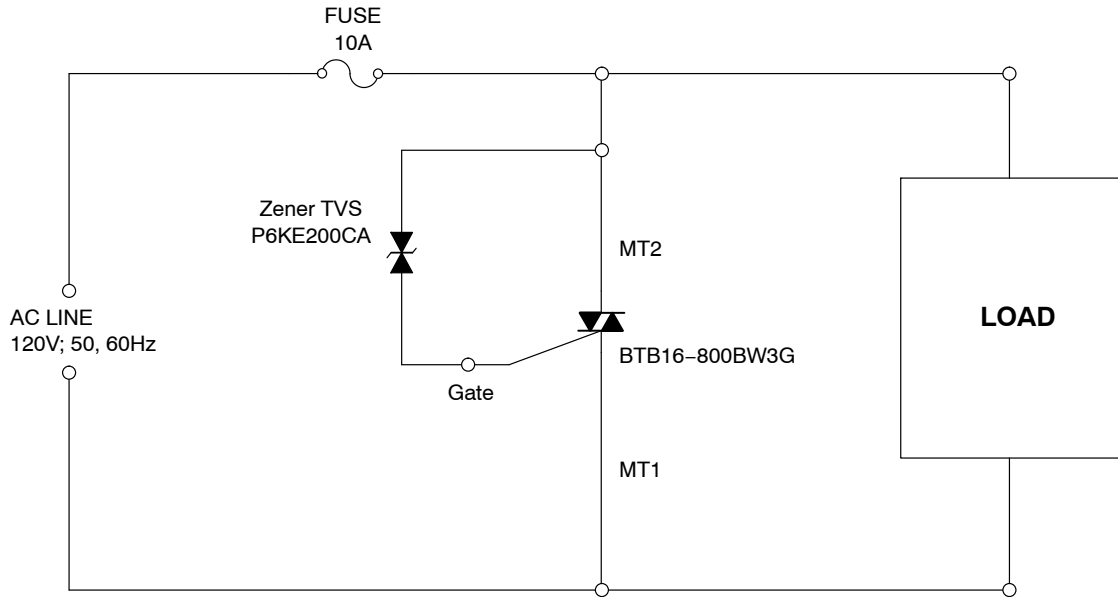 FUSE
10A
Zener TVS
P6KE200CA
MT2
AC LINE
120V; 50, 60Hz
LOAD
BTB16−800BW3G
Gate
MT1